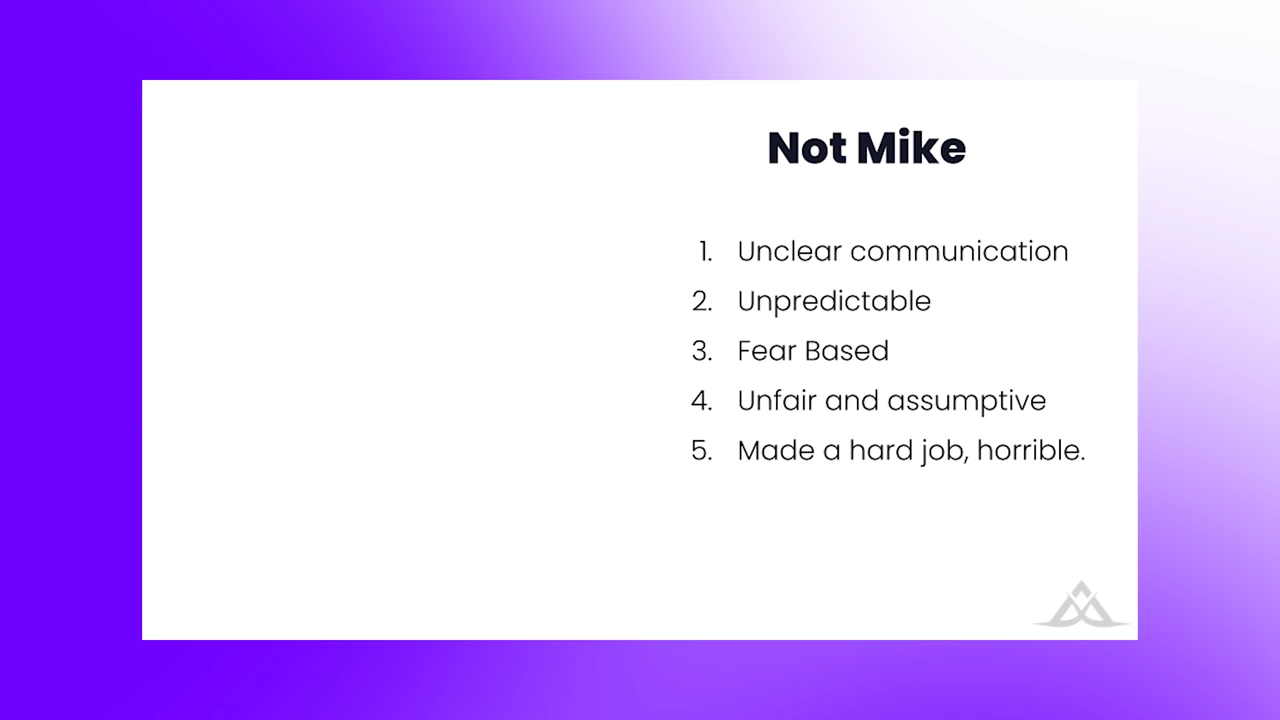 Not Mike
1. Unclear communication
2. Unpredictable
3. Fear Based
4. Unfair and assumptive
5. Made a hard job, horrible.